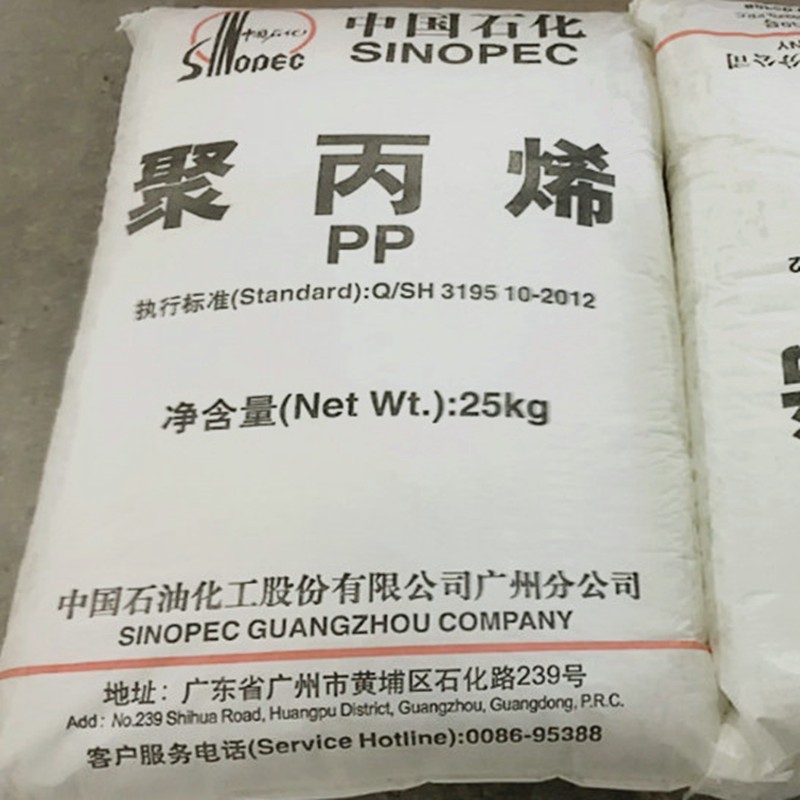 中国石化
SINOPEC
中国石化
SINOPEC
聚丙烯
PP
执行标准(Standard):Q/SH 3195 10-2012
净含量(Net Wt.):25kg
中国石油化工股份有限公司广州分公司
SINOPEC GUANGZHOU COMPANY
地址：广东省广州市黄埔区石化路239号
Add: No.239 Shihua Road, Huangpu District, Guangzhou, Guangdong, P.R.C.
客户服务电话(Service Hotline):0086-95388
分公司